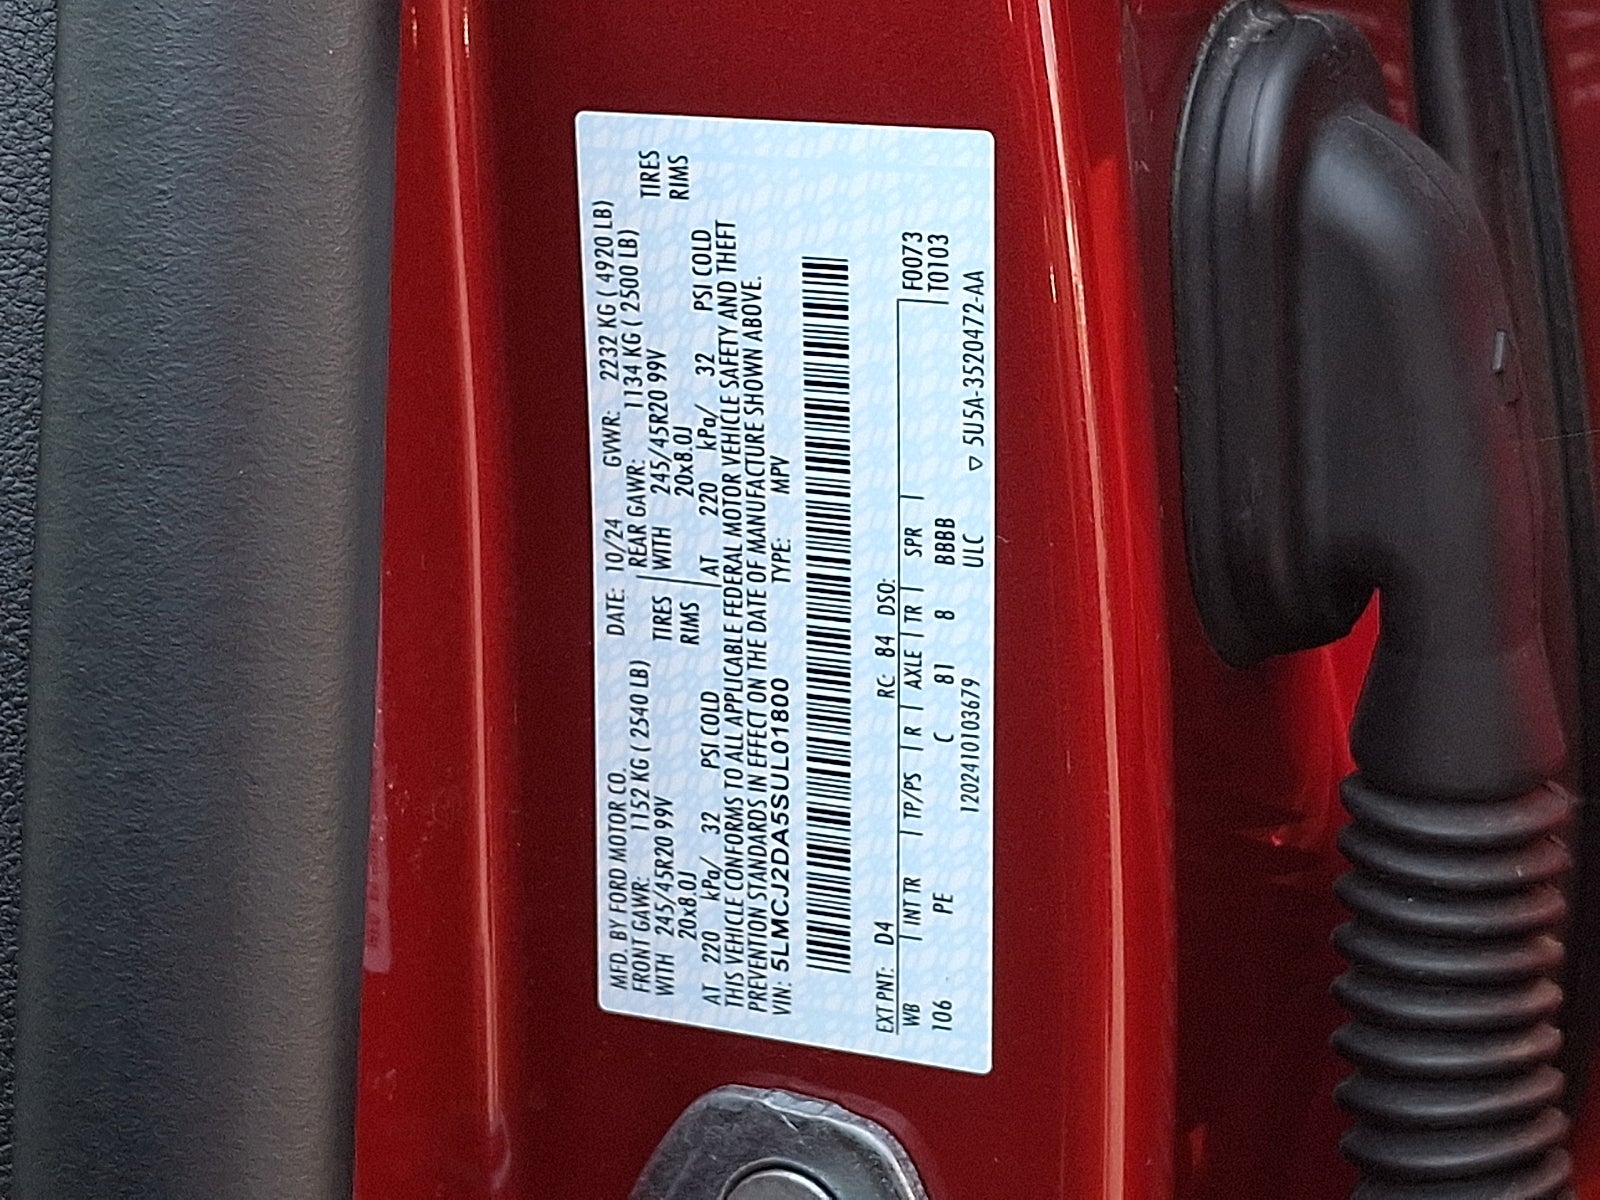 MFD. BY FORD MOTOR CO. DATE: 10/24 GVWR: 2232 KG ( 4920 LB)
FRONT GAWR: 1152 KG ( 2540 LB) REAR GAWR: 1134 KG ( 2500 LB)
WITH 245/45R20 99V TIRES WITH 245/45R20 99V TIRES
20x8.0J RIMS 20x8.0J RIMS
AT 220 kPa/ 32 PSI COLD AT 220 kPa/ 32 PSI COLD
THIS VEHICLE CONFORMS TO ALL APPLICABLE FEDERAL MOTOR VEHICLE SAFETY AND THEFT
PREVENTION STANDARDS IN EFFECT ON THE DATE OF MANUFACTURE SHOWN ABOVE.
VIN: 5LMCJ2DA5SUL01800 TYPE: MPV
EXT PNT: D4 RC: 84 DSO: F0073
WB INT TR TP/PS R AXLE TR SPR T0103
106 PE C 81 8 BBBB
1202410103679 ULC ▽ 5U5A-3520472-AA